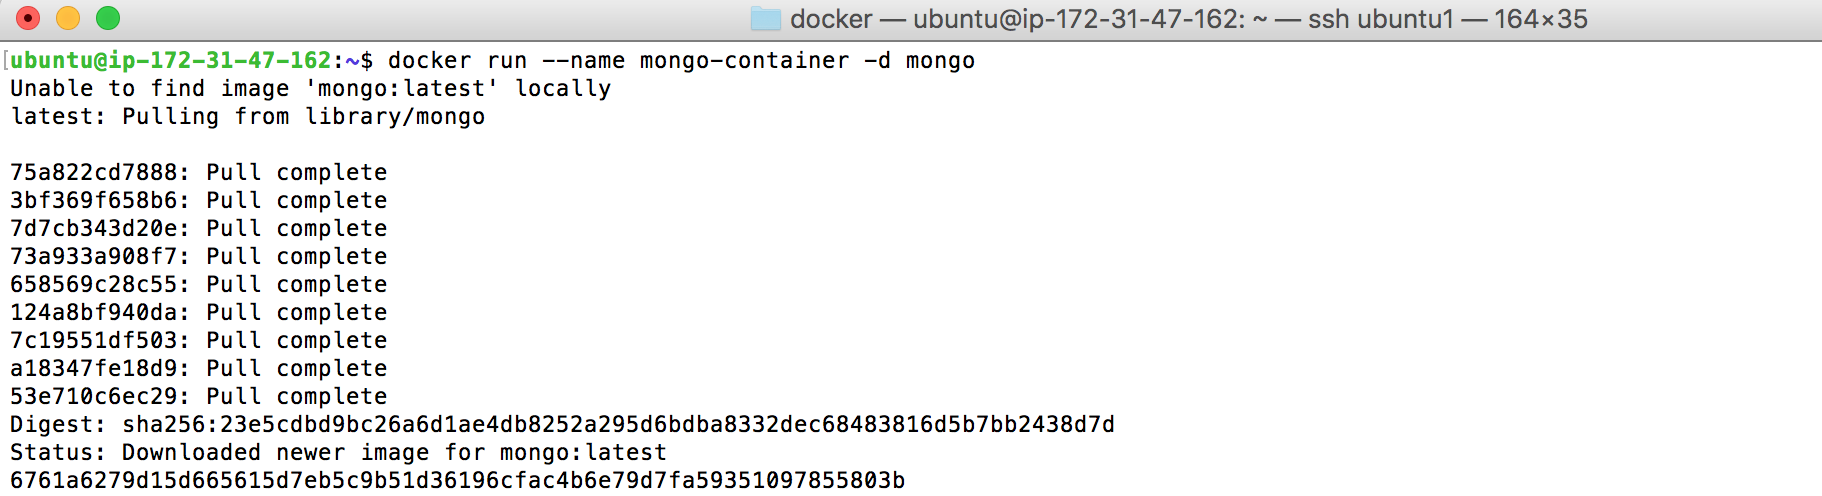 docker — ubuntu@ip-172-31-47-162: ~ — ssh ubuntu1 — 164×35
ubuntu@ip-172-31-47-162:~$ docker run --name mongo-container -d mongo
Unable to find image 'mongo:latest' locally
latest: Pulling from library/mongo
75a822cd7888: Pull complete
3bf369f658b6: Pull complete
7d7cb343d20e: Pull complete
73a933a908f7: Pull complete
658569c28c55: Pull complete
124a8bf940da: Pull complete
7c19551df503: Pull complete
a18347fe18d9: Pull complete
53e710c6ec29: Pull complete
Digest: sha256:23e5cdbd9bc26a6d1ae4db8252a295d6bdba8332dec68483816d5b7bb2438d7d
Status: Downloaded newer image for mongo:latest
6761a6279d15d665615d7eb5c9b51d36196cfac4b6e79d7fa59351097855803b